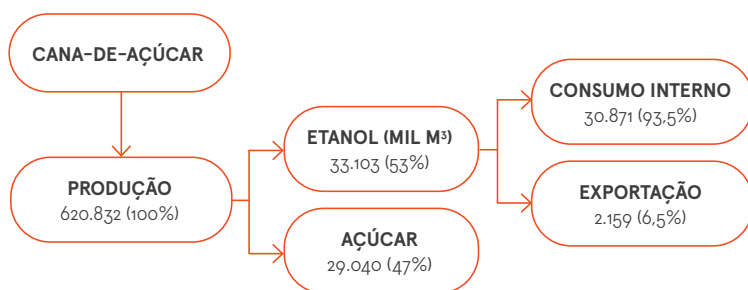 CANA-DE-AÇÚCAR
PRODUÇÃO
620.832 (100%)
ETANOL (MIL M³)
33.103 (53%)
AÇÚCAR
29.040 (47%)
CONSUMO INTERNO
30.871 (93,5%)
EXPORTAÇÃO
2.159 (6,5%)